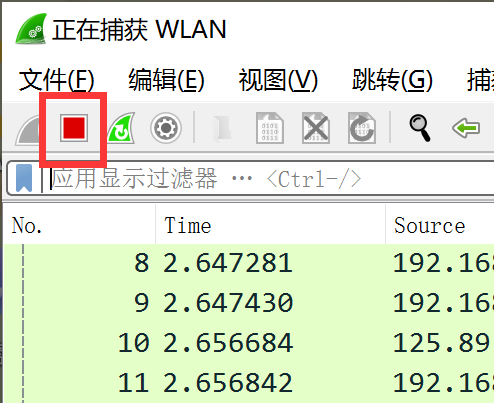 正在捕获 WLAN
文件(F) 编辑(E) 视图(V) 跳转(G) 捕
应用显示过滤器 … <Ctrl-/>
No. Time Source
8 2.647281 192.168
9 2.647430 192.168
10 2.656684 125.89
11 2.656842 192.168